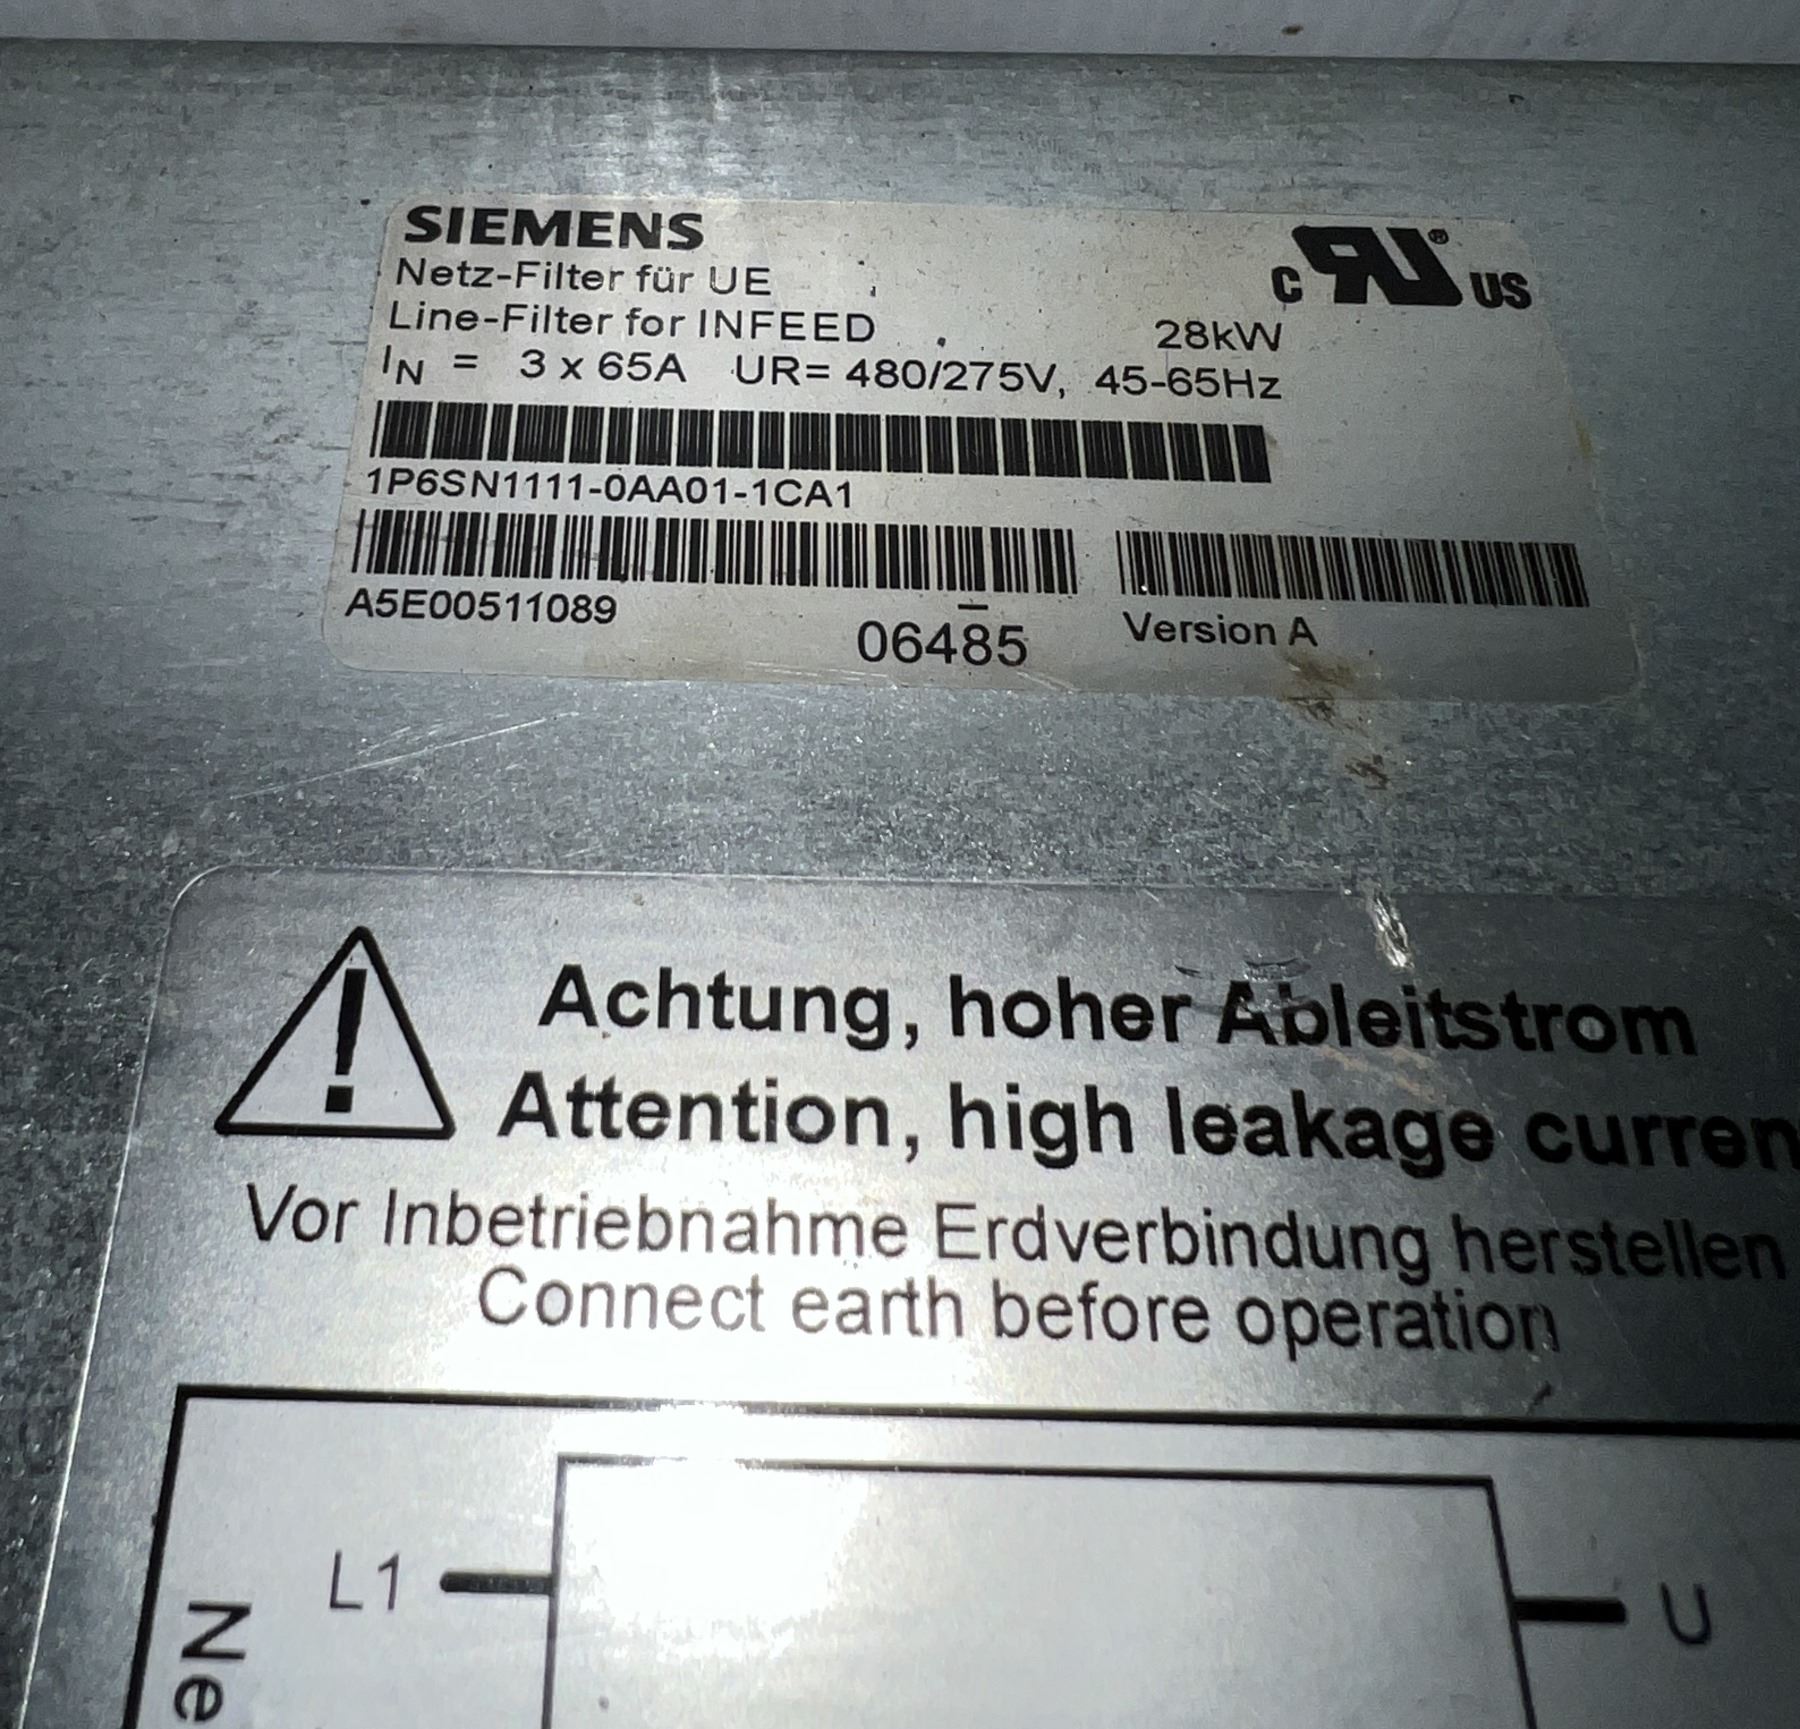 SIEMENS
Netz-Filter für UE
Line-Filter for INFEED 28kW
IN = 3 x 65A UR= 480/275V, 45-65Hz
c RU® US
1P6SN1111-0AA01-1CA1
A5E00511089
06485
Version A
Achtung, hoher Ableitstrom
Attention, high leakage curren
Vor Inbetriebnahme Erdverbindung herstellen
Connect earth before operation
L1
U
Ne